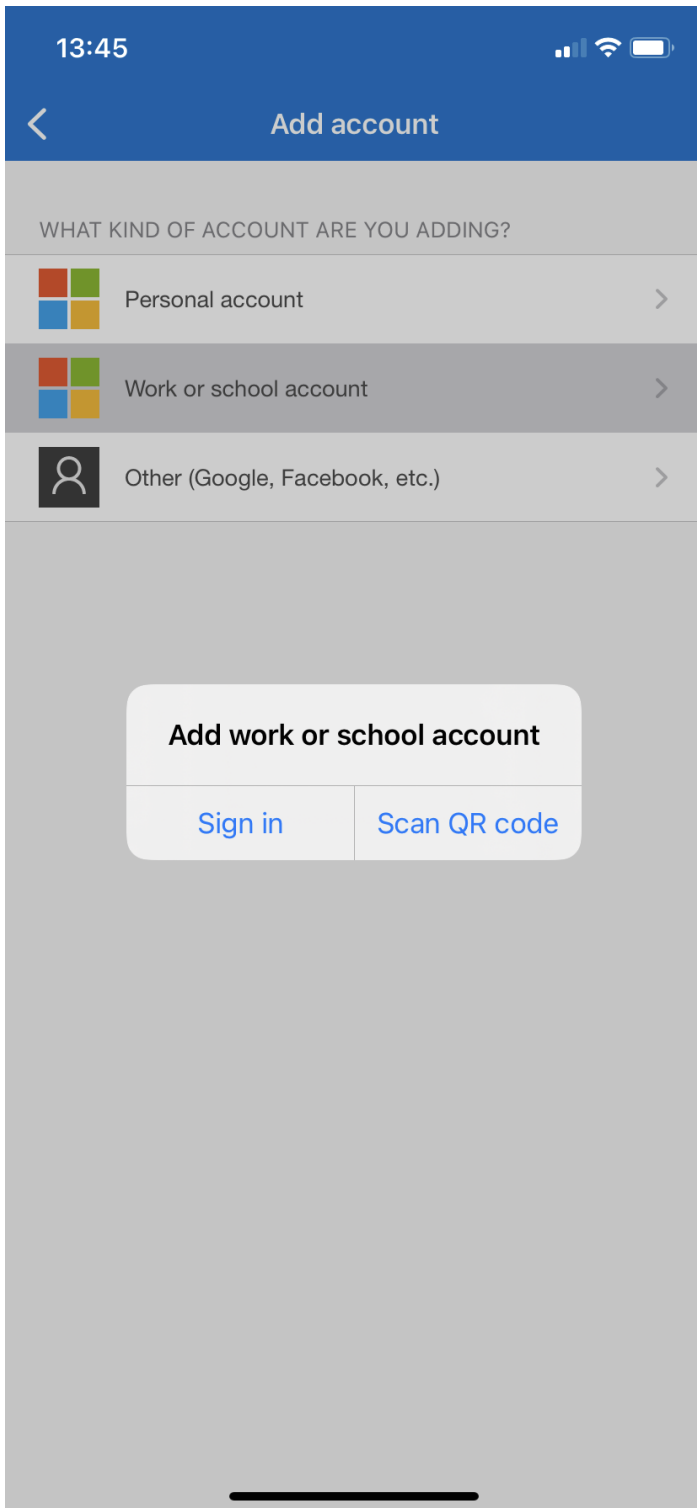 13:45
Add account
WHAT KIND OF ACCOUNT ARE YOU ADDING?
Personal account
Work or school account
Other (Google, Facebook, etc.)
Add work or school account
Sign in
Scan QR code